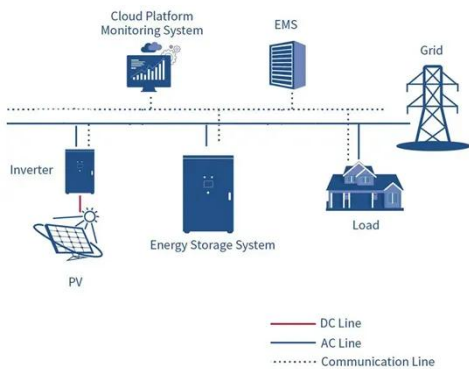 Cloud Platform
Monitoring System
EMS
Grid
Inverter
Energy Storage System
Load
PV
DC Line
AC Line
Communication Line